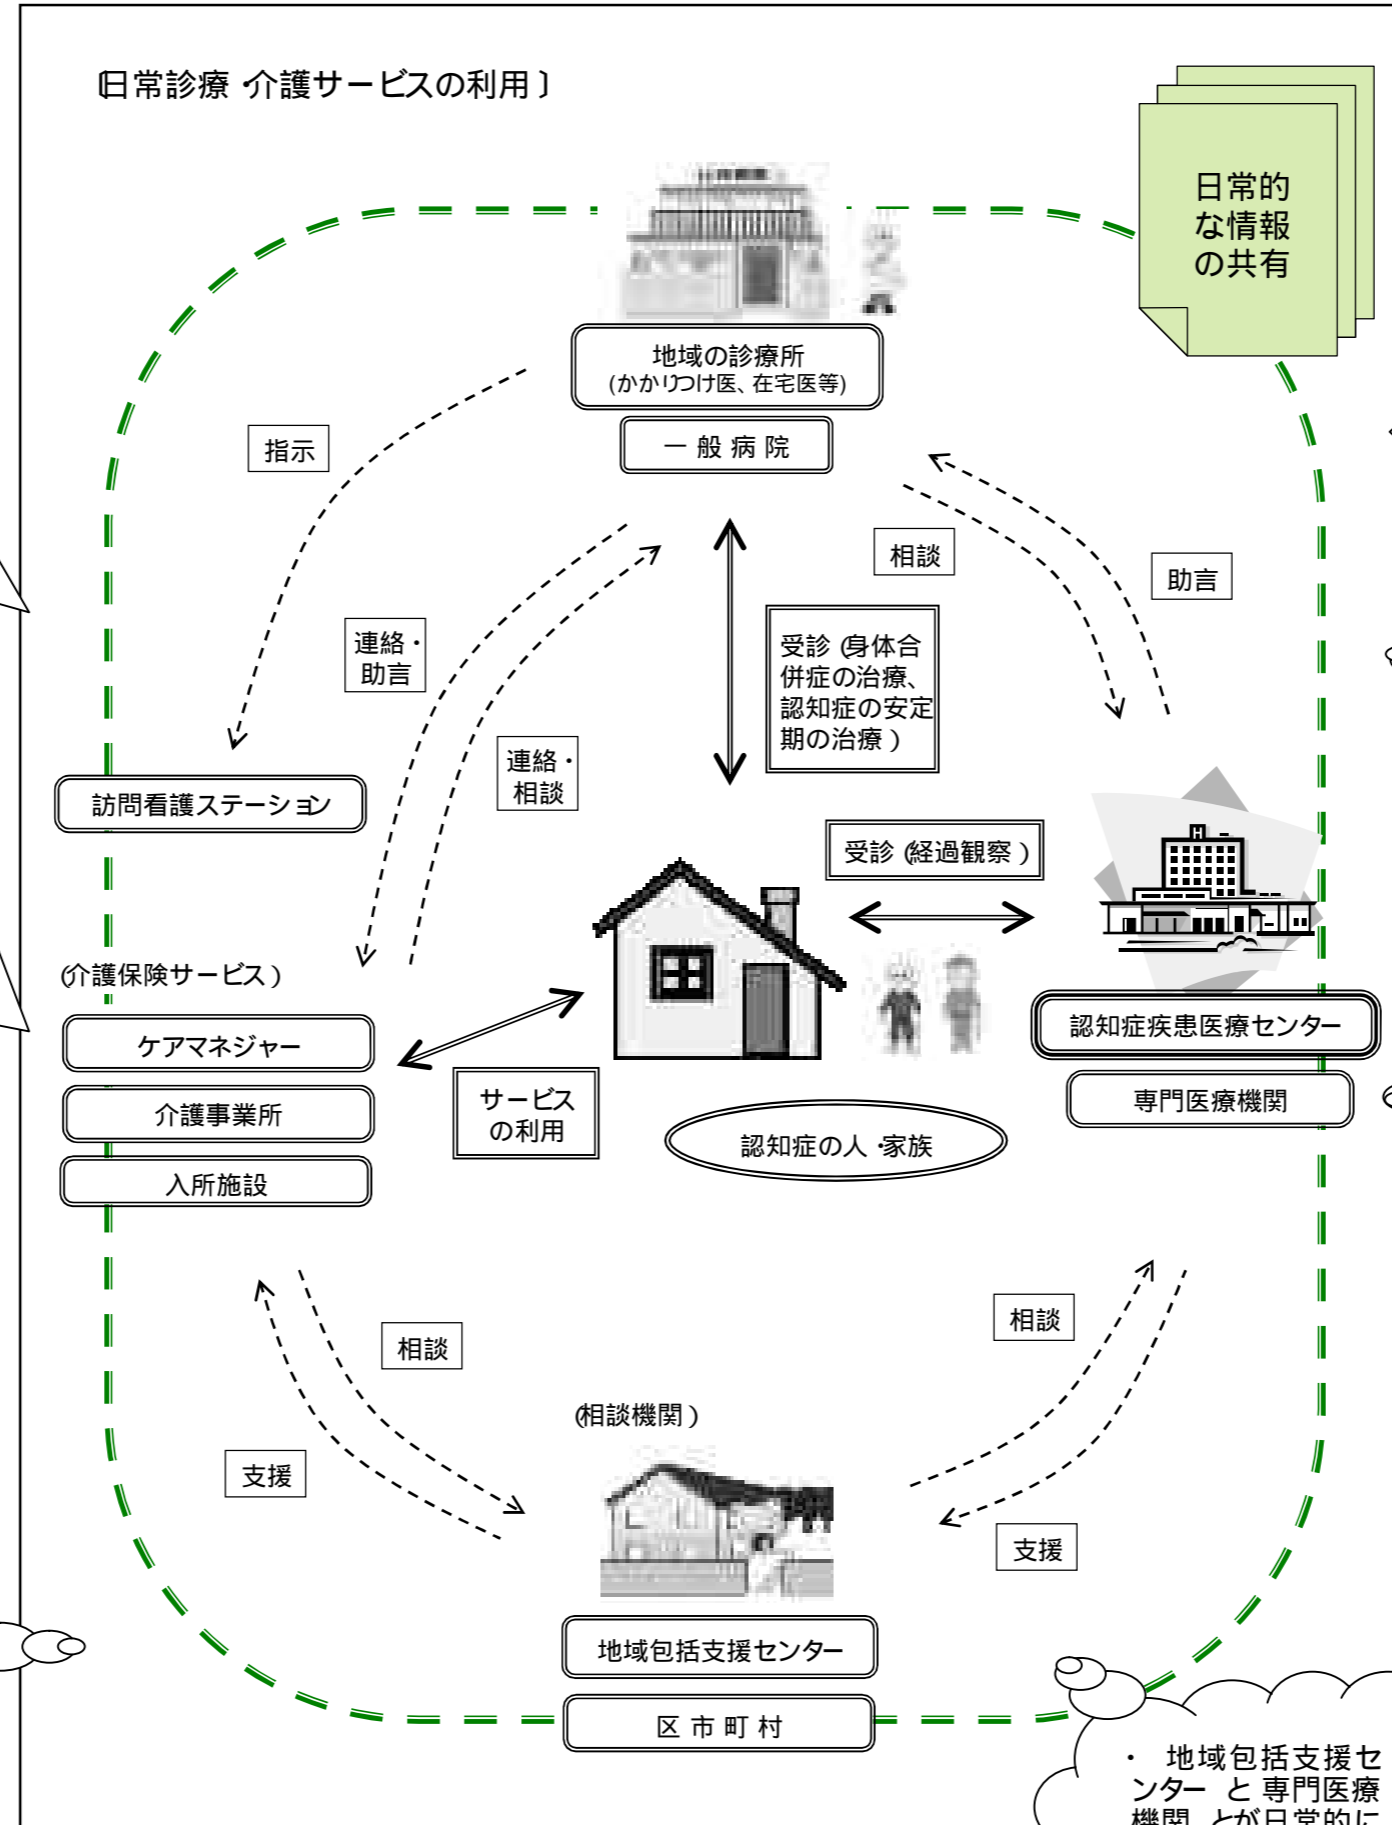 〔日常診療・介護サービスの利用〕
日常的
な情報
の共有
地域の診療所
(かかりつけ医、在宅医等)
一般病院
指示
相談
助言
連絡・
助言
受診（身体合
併症の治療、
認知症の安定
期の治療）
連絡・
相談
訪問看護ステーション
受診（経過観察）
（介護保険サービス）
ケアマネジャー
介護事業所
入所施設
サービス
の利用
認知症の人・家族
認知症疾患医療センター
専門医療機関
相談
支援
相談
支援
（相談機関）
地域包括支援センター
区市町村
・ 地域包括支援セ
ンター と 専門医療
機関 とが日常的に